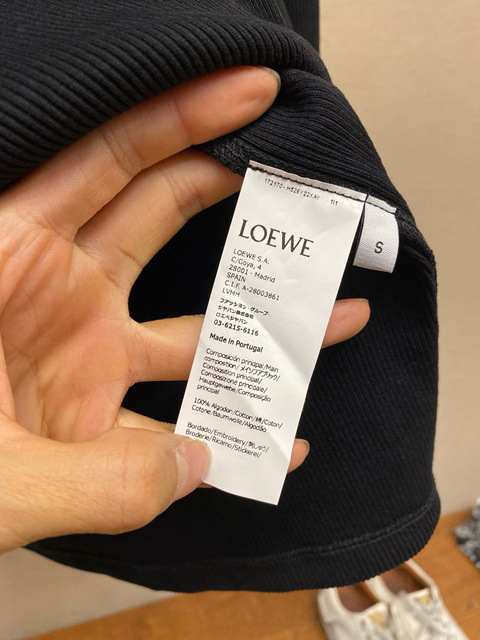 LOEWE
S
LOEWE S.A.
C/Goya, 4
28001 - Madrid
SPAIN
C.I.F. A-28003861
LVMH
ファッション・グループ・
ジャパン株式会社
ロエベジャパン
03-6215-6116
Made in Portugal
Composición principal/Main
composition/メインファブリック/
Composition principal/
Composizione principale/
Hauptgewebe/Composição
principal
100% Algodón/Cotton/綿/Coton/
Cotone/Baumwolle/Algodão
Bordado/Embroidery/刺しゅう/
Broderie/Ricamo/Stickerei/